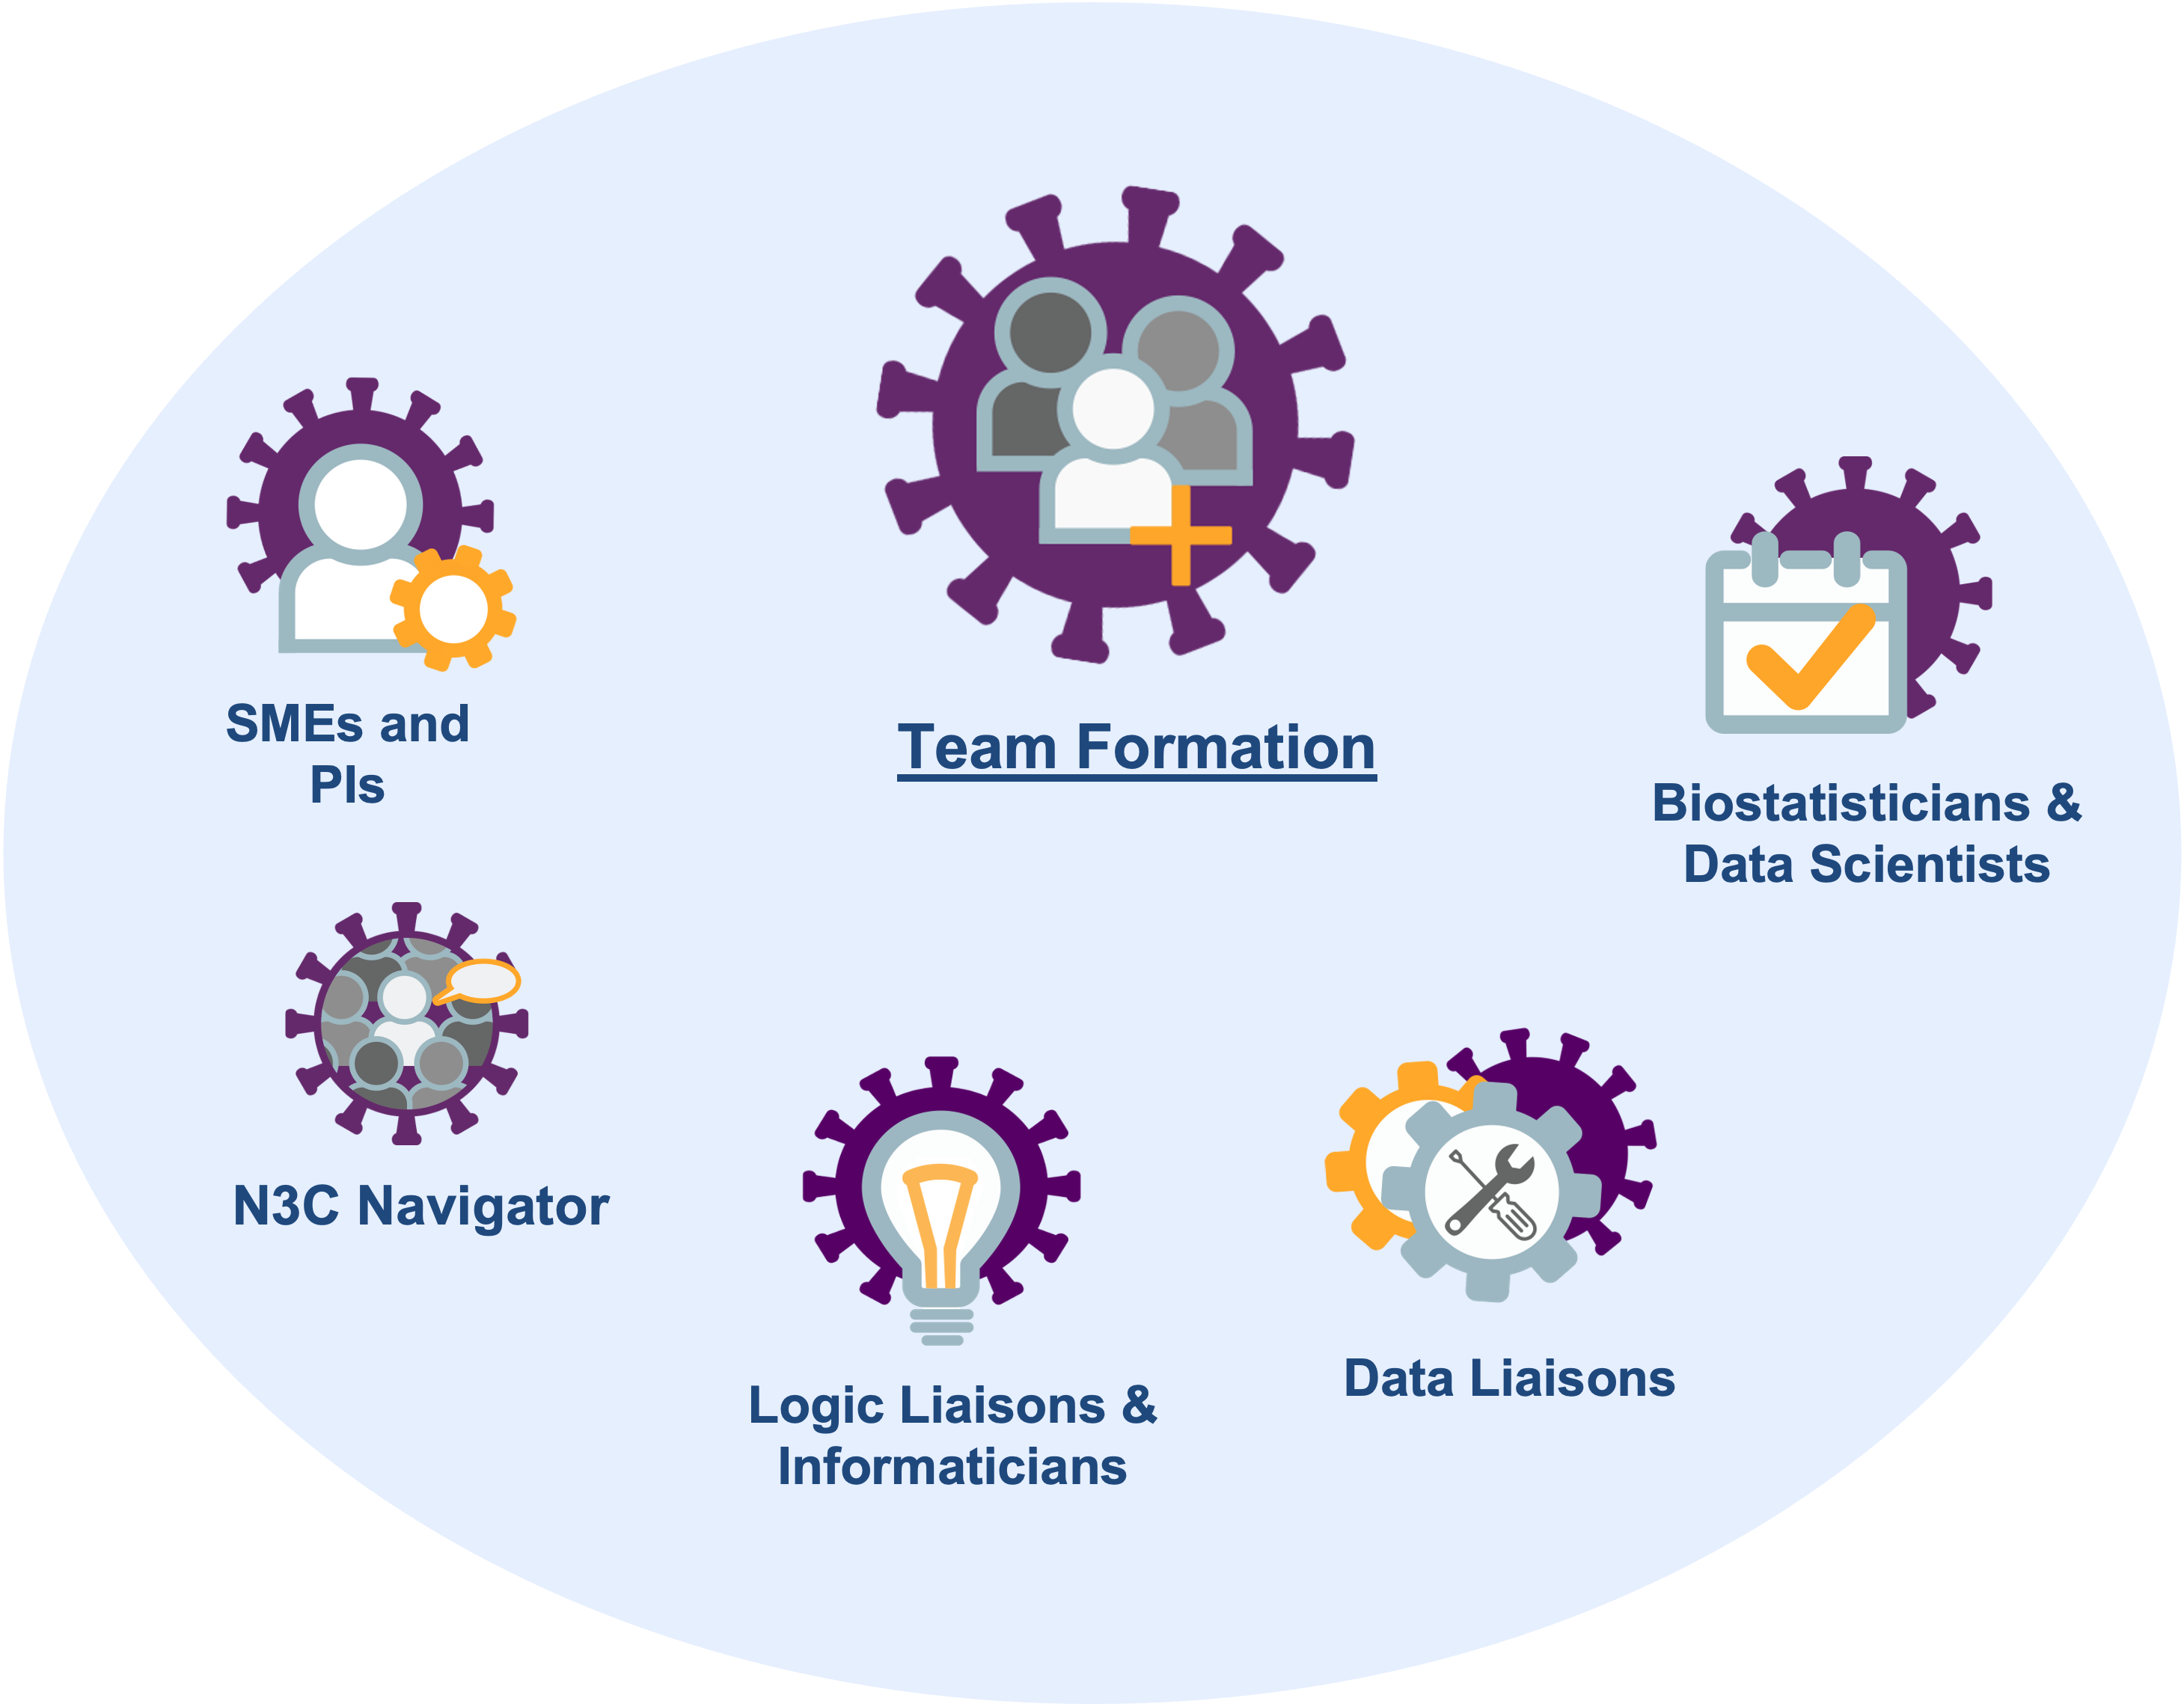 Team Formation
SMEs and
PIs
Biostatisticians &
Data Scientists
N3C Navigator
Logic Liaisons &
Informaticians
Data Liaisons